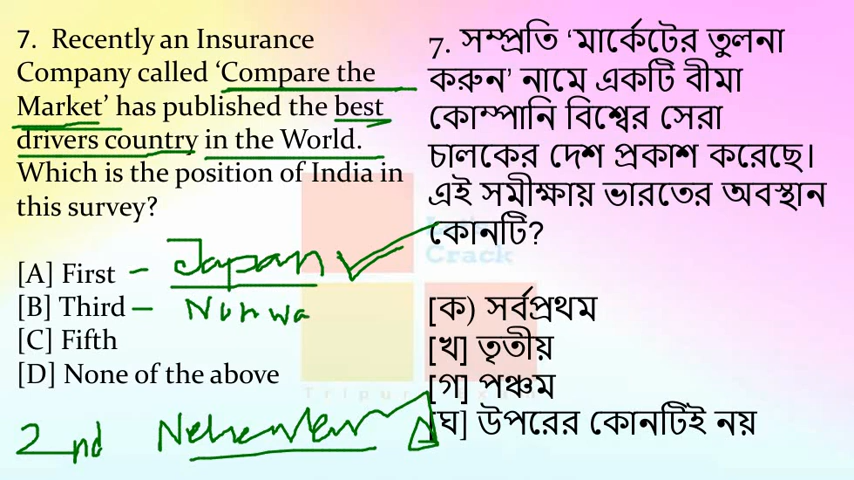 7. Recently an Insurance
Company called ‘Compare the
Market’ has published the best
drivers country in the World.
Which is the position of India in
this survey?
[A] First – Japan
[B] Third – Norwa
[C] Fifth
[D] None of the above
2nd
7. সম্প্রতি ‘মার্কেটের তুলনা
করুন’ নামে একটি বীমা
কোম্পানি বিশ্বের সেরা
চালকের দেশ প্রকাশ করেছে।
এই সমীক্ষায় ভারতের অবস্থান
কোনটি?
[ক) সর্বপ্রথম
[খ] তৃতীয়
[গ] পঞ্চম
[ঘ] উপরের কোনটিই নয়
Crack